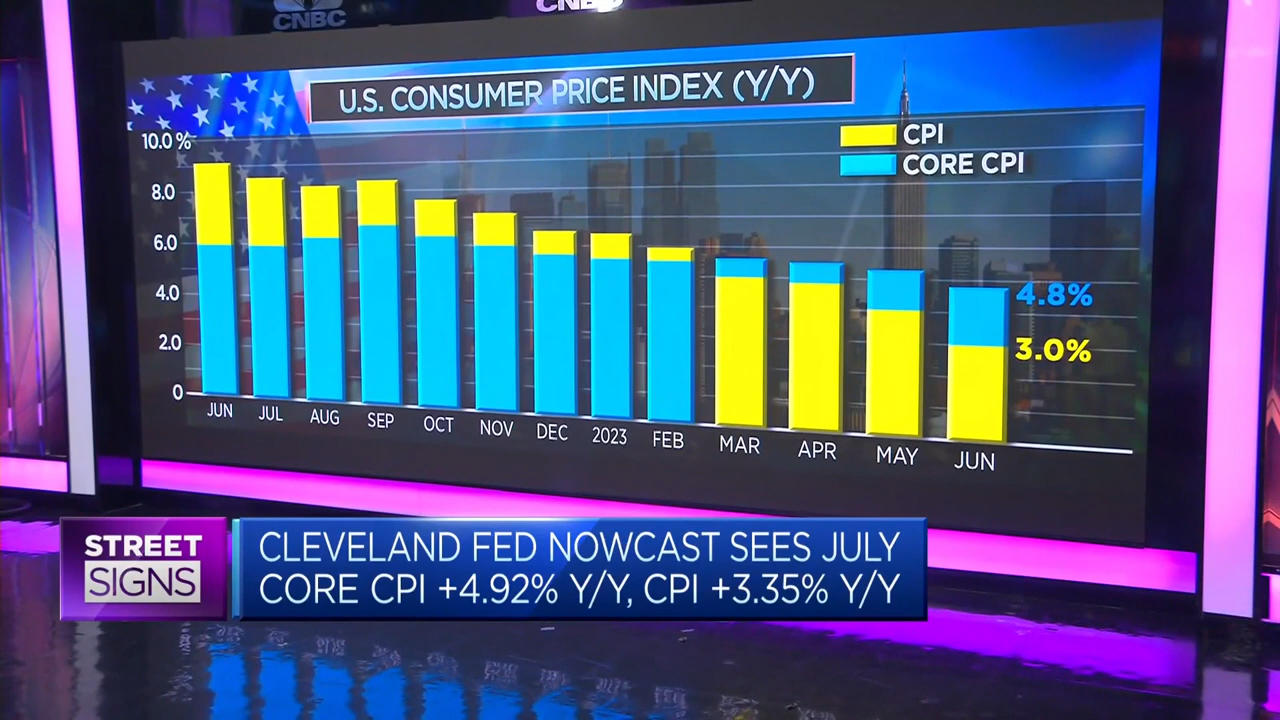 CNBC
CNBC
U.S. CONSUMER PRICE INDEX (Y/Y)
10.0 %
8.0
6.0
4.0
2.0
0
CPI
CORE CPI
4.8%
3.0%
JUN JUL AUG SEP OCT NOV DEC 2023 FEB MAR APR MAY JUN
STREET
SIGNS
CLEVELAND FED NOWCAST SEES JULY
CORE CPI +4.92% Y/Y, CPI +3.35% Y/Y